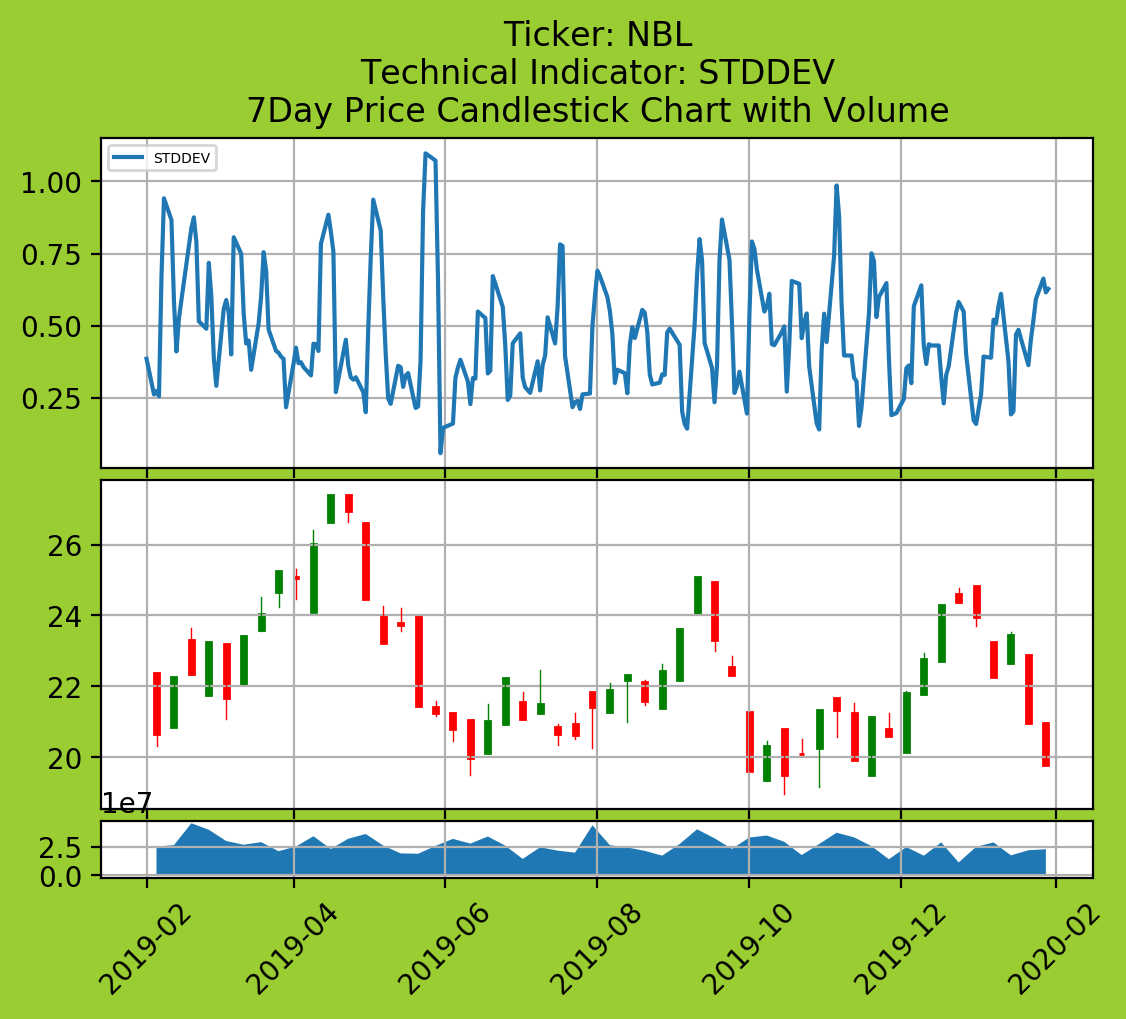 Ticker: NBL
Technical Indicator: STDDEV
7Day Price Candlestick Chart with Volume
STDDEV
1.00
0.75
0.50
0.25
26
24
22
20
1e7
2.5
0.0
2019-02 2019-04 2019-06 2019-08 2019-10 2019-12 2020-02